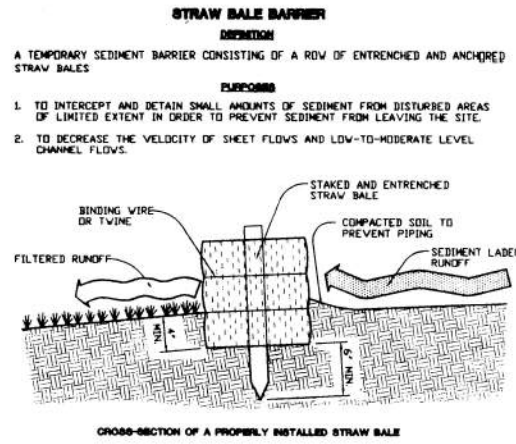 STRAW BALE BARRIER
DEFINITION
A TEMPORARY SEDIMENT BARRIER CONSISTING OF A ROW OF ENTRENCHED AND ANCHORED
STRAW BALES
PURPOSES
1. TO INTERCEPT AND DETAIN SMALL AMOUNTS OF SEDIMENT FROM DISTURBED AREAS
OF LIMITED EXTENT IN ORDER TO PREVENT SEDIMENT FROM LEAVING THE SITE.
2. TO DECREASE THE VELOCITY OF SHEET FLOWS AND LOW-TO-MODERATE LEVEL
CHANNEL FLOWS.
STAKED AND ENTRENCHED
STRAW BALE
BINDING WIRE
OR TWINE
COMPACTED SOIL TO
PREVENT PIPING
FILTERED RUNOFF
SEDIMENT LADE
RUNOFF
4" MIN
6" MIN
CROSS-SECTION OF A PROPERLY INSTALLED STRAW BALE